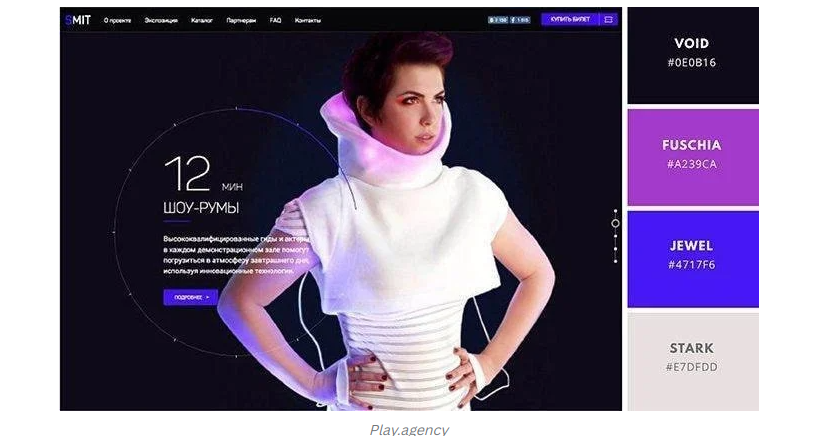 SMIT О проекте Экспозиция Каталог Партнерам FAQ Контакты КУПИТЬ БИЛЕТ
12 МИН
ШОУ-РУМЫ
Высококвалифицированные гиды и актеры
в каждом демонстрационном зале помогут
погрузиться в атмосферу завтрашнего дня,
используя инновационные технологии.
ПОДРОБНЕЕ >
VOID
#0E0B16
FUSCHIA
#A239CA
JEWEL
#4717F6
STARK
#E7DFDD
Play.agency